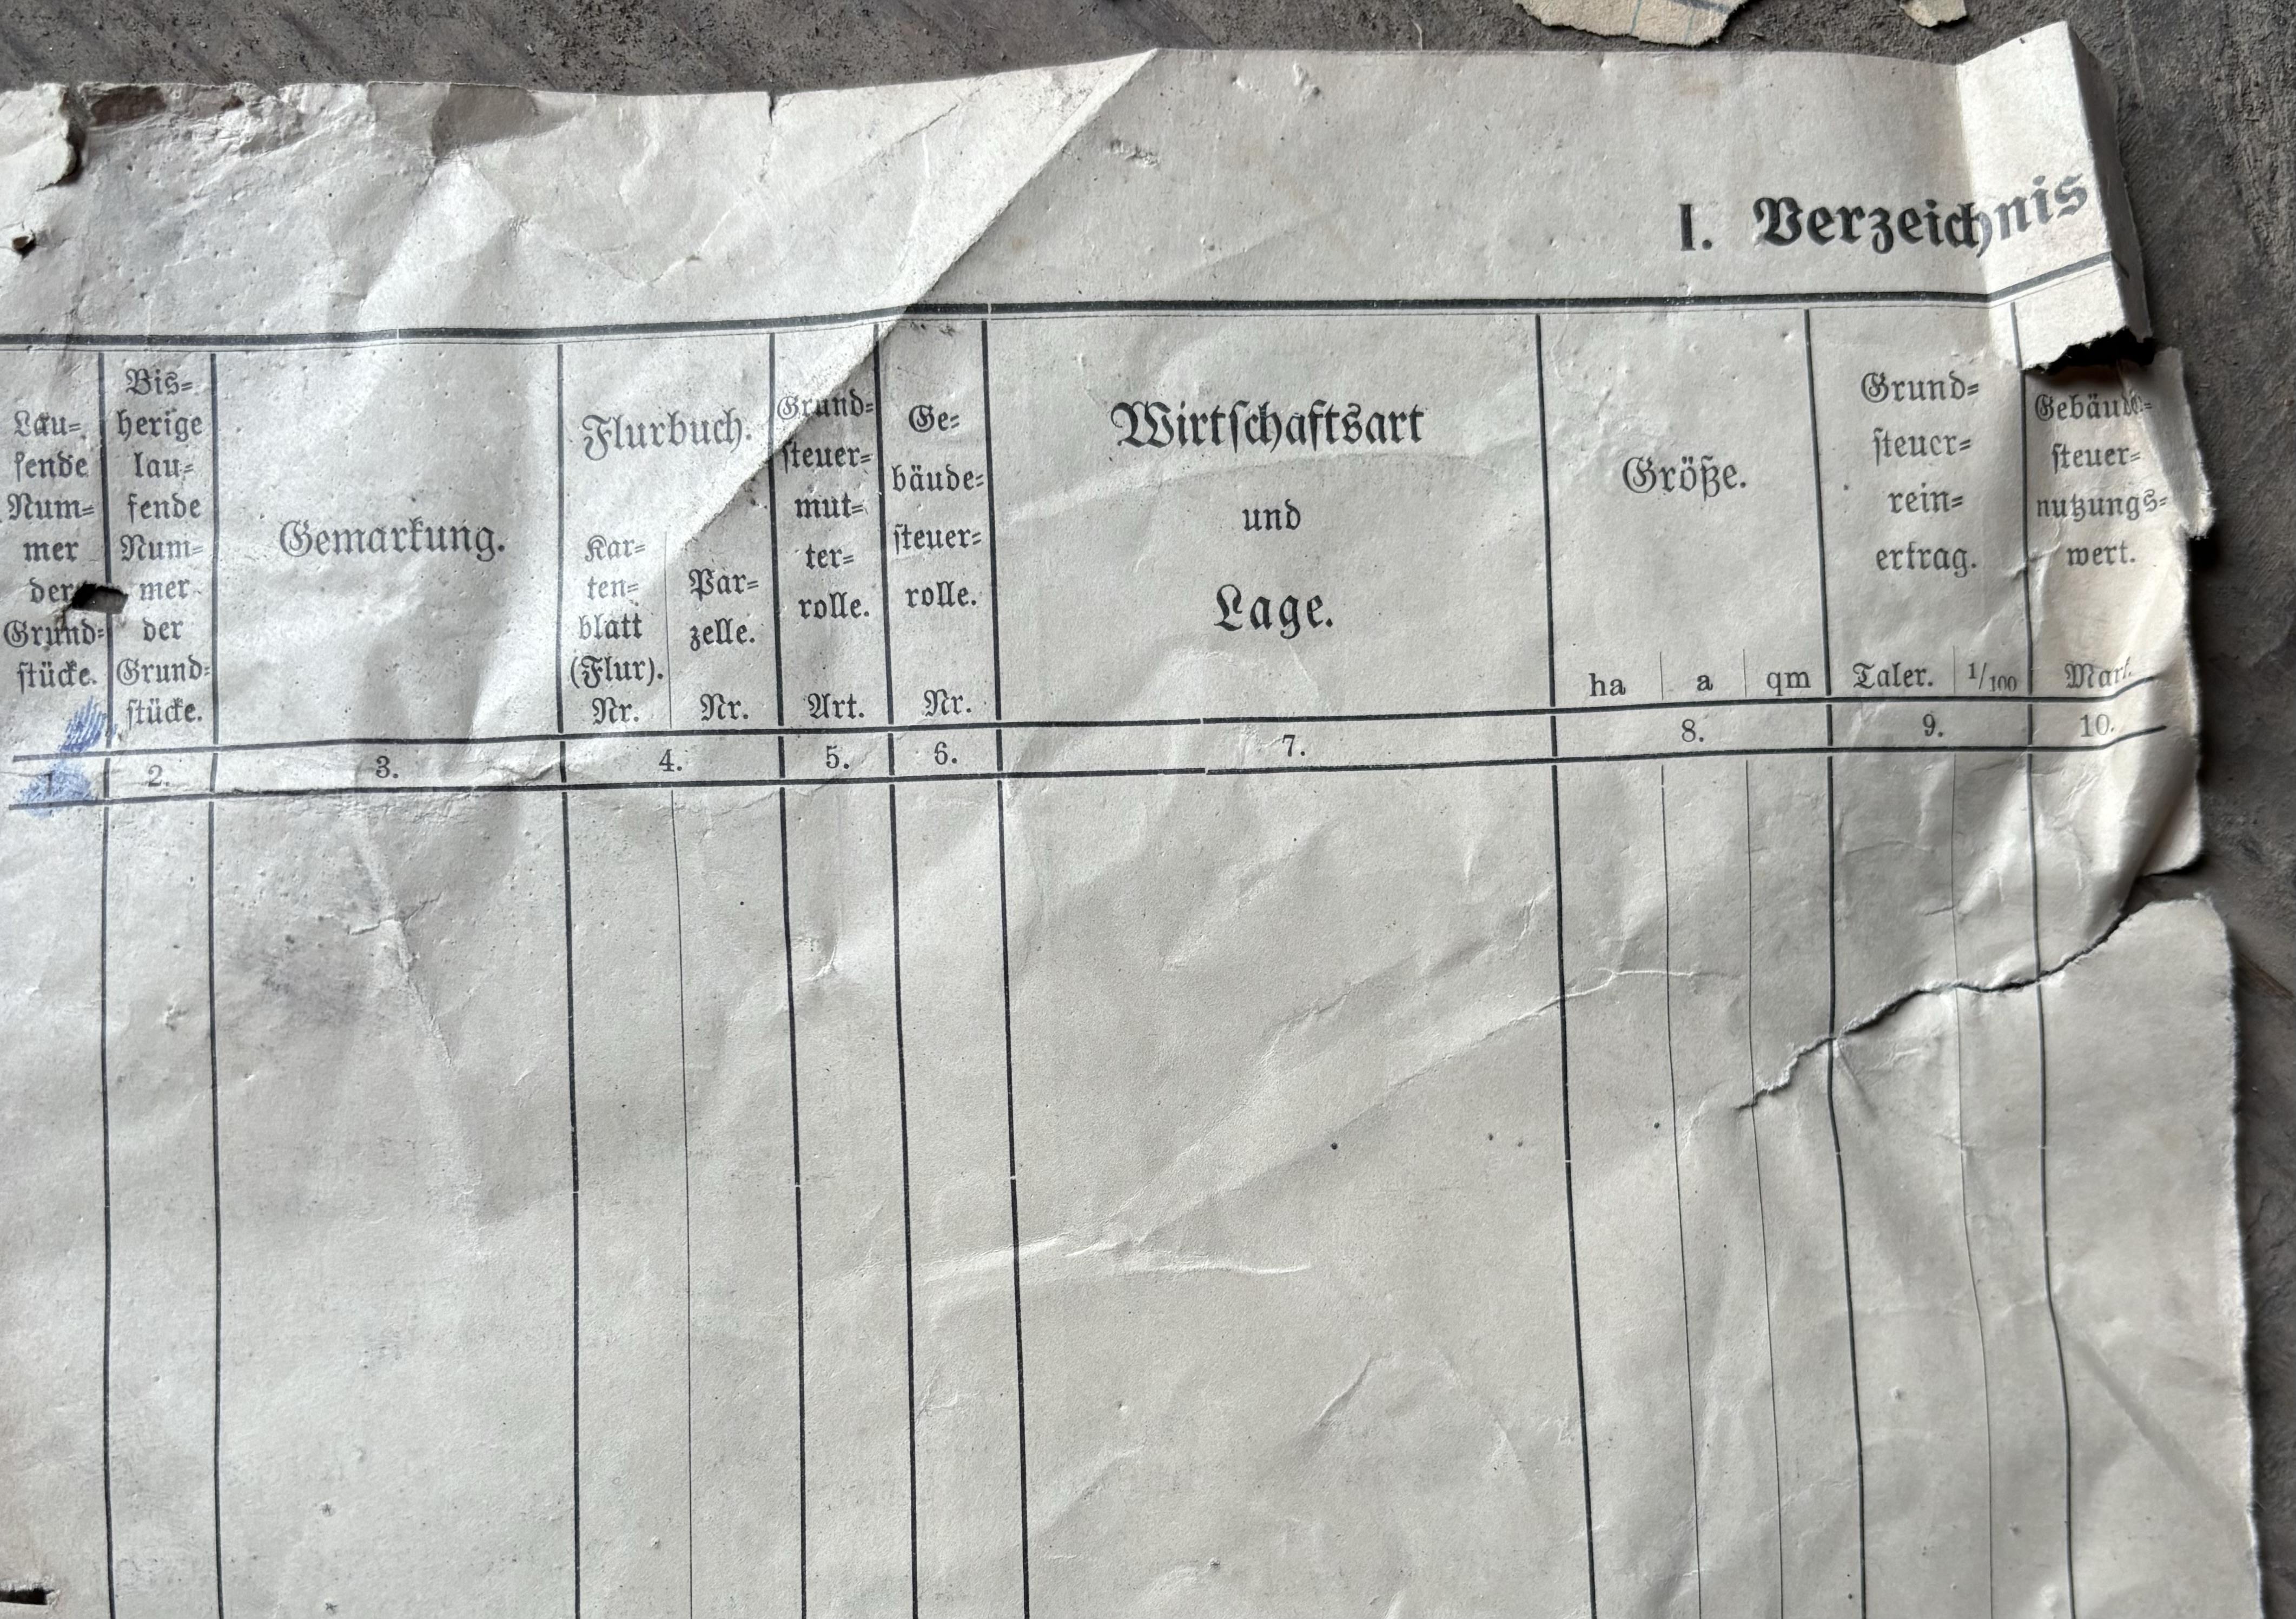 I. Verzeichnis
Lau-
fende
Num-
mer
der
Grund-
stücke.
Bis-
herige
lau-
fende
Num-
mer
der
Grund-
stücke.
Gemarkung.
Flurbuch.
Kar-
ten-
blatt
(Flur).
Nr.
Par-
zelle.
Nr.
Grund-
steuer-
mut-
ter-
rolle.
Art.
Ge-
bäude-
steuer-
rolle.
Nr.
Wirtschaftsart
und
Lage.
Größe.
ha a qm
Grund-
steuer-
rein-
ertrag.
Taler. 1/100
Gebäude-
steuer-
nutzungs-
wert.
Mark.
1. 2. 3. 4. 5. 6. 7. 8. 9. 10.